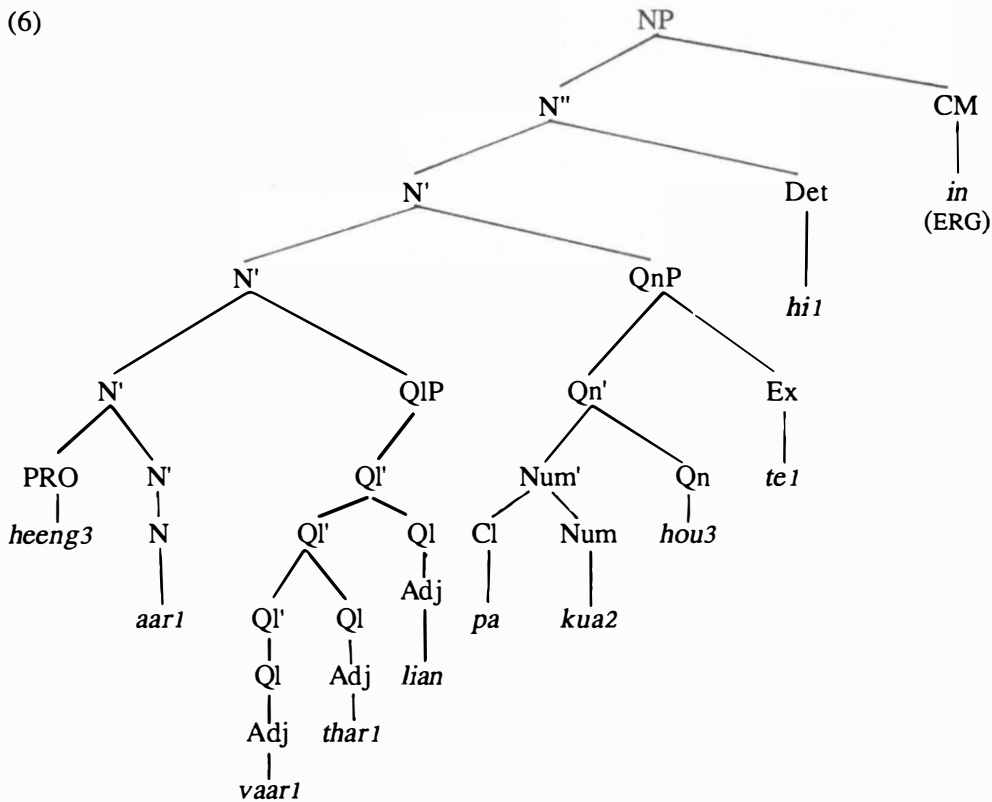 (6) NP
N" CM
N' Det in
(ERG)
N' QnP hi1
N' QlP Qn' Ex
PRO N' Ql' Num' Qn te1
heeng3 N Ql' Ql Cl Num hou3
Adj
aar1 Ql' Ql pa kua2
Ql Adj lian
Adj thar1
vaar1